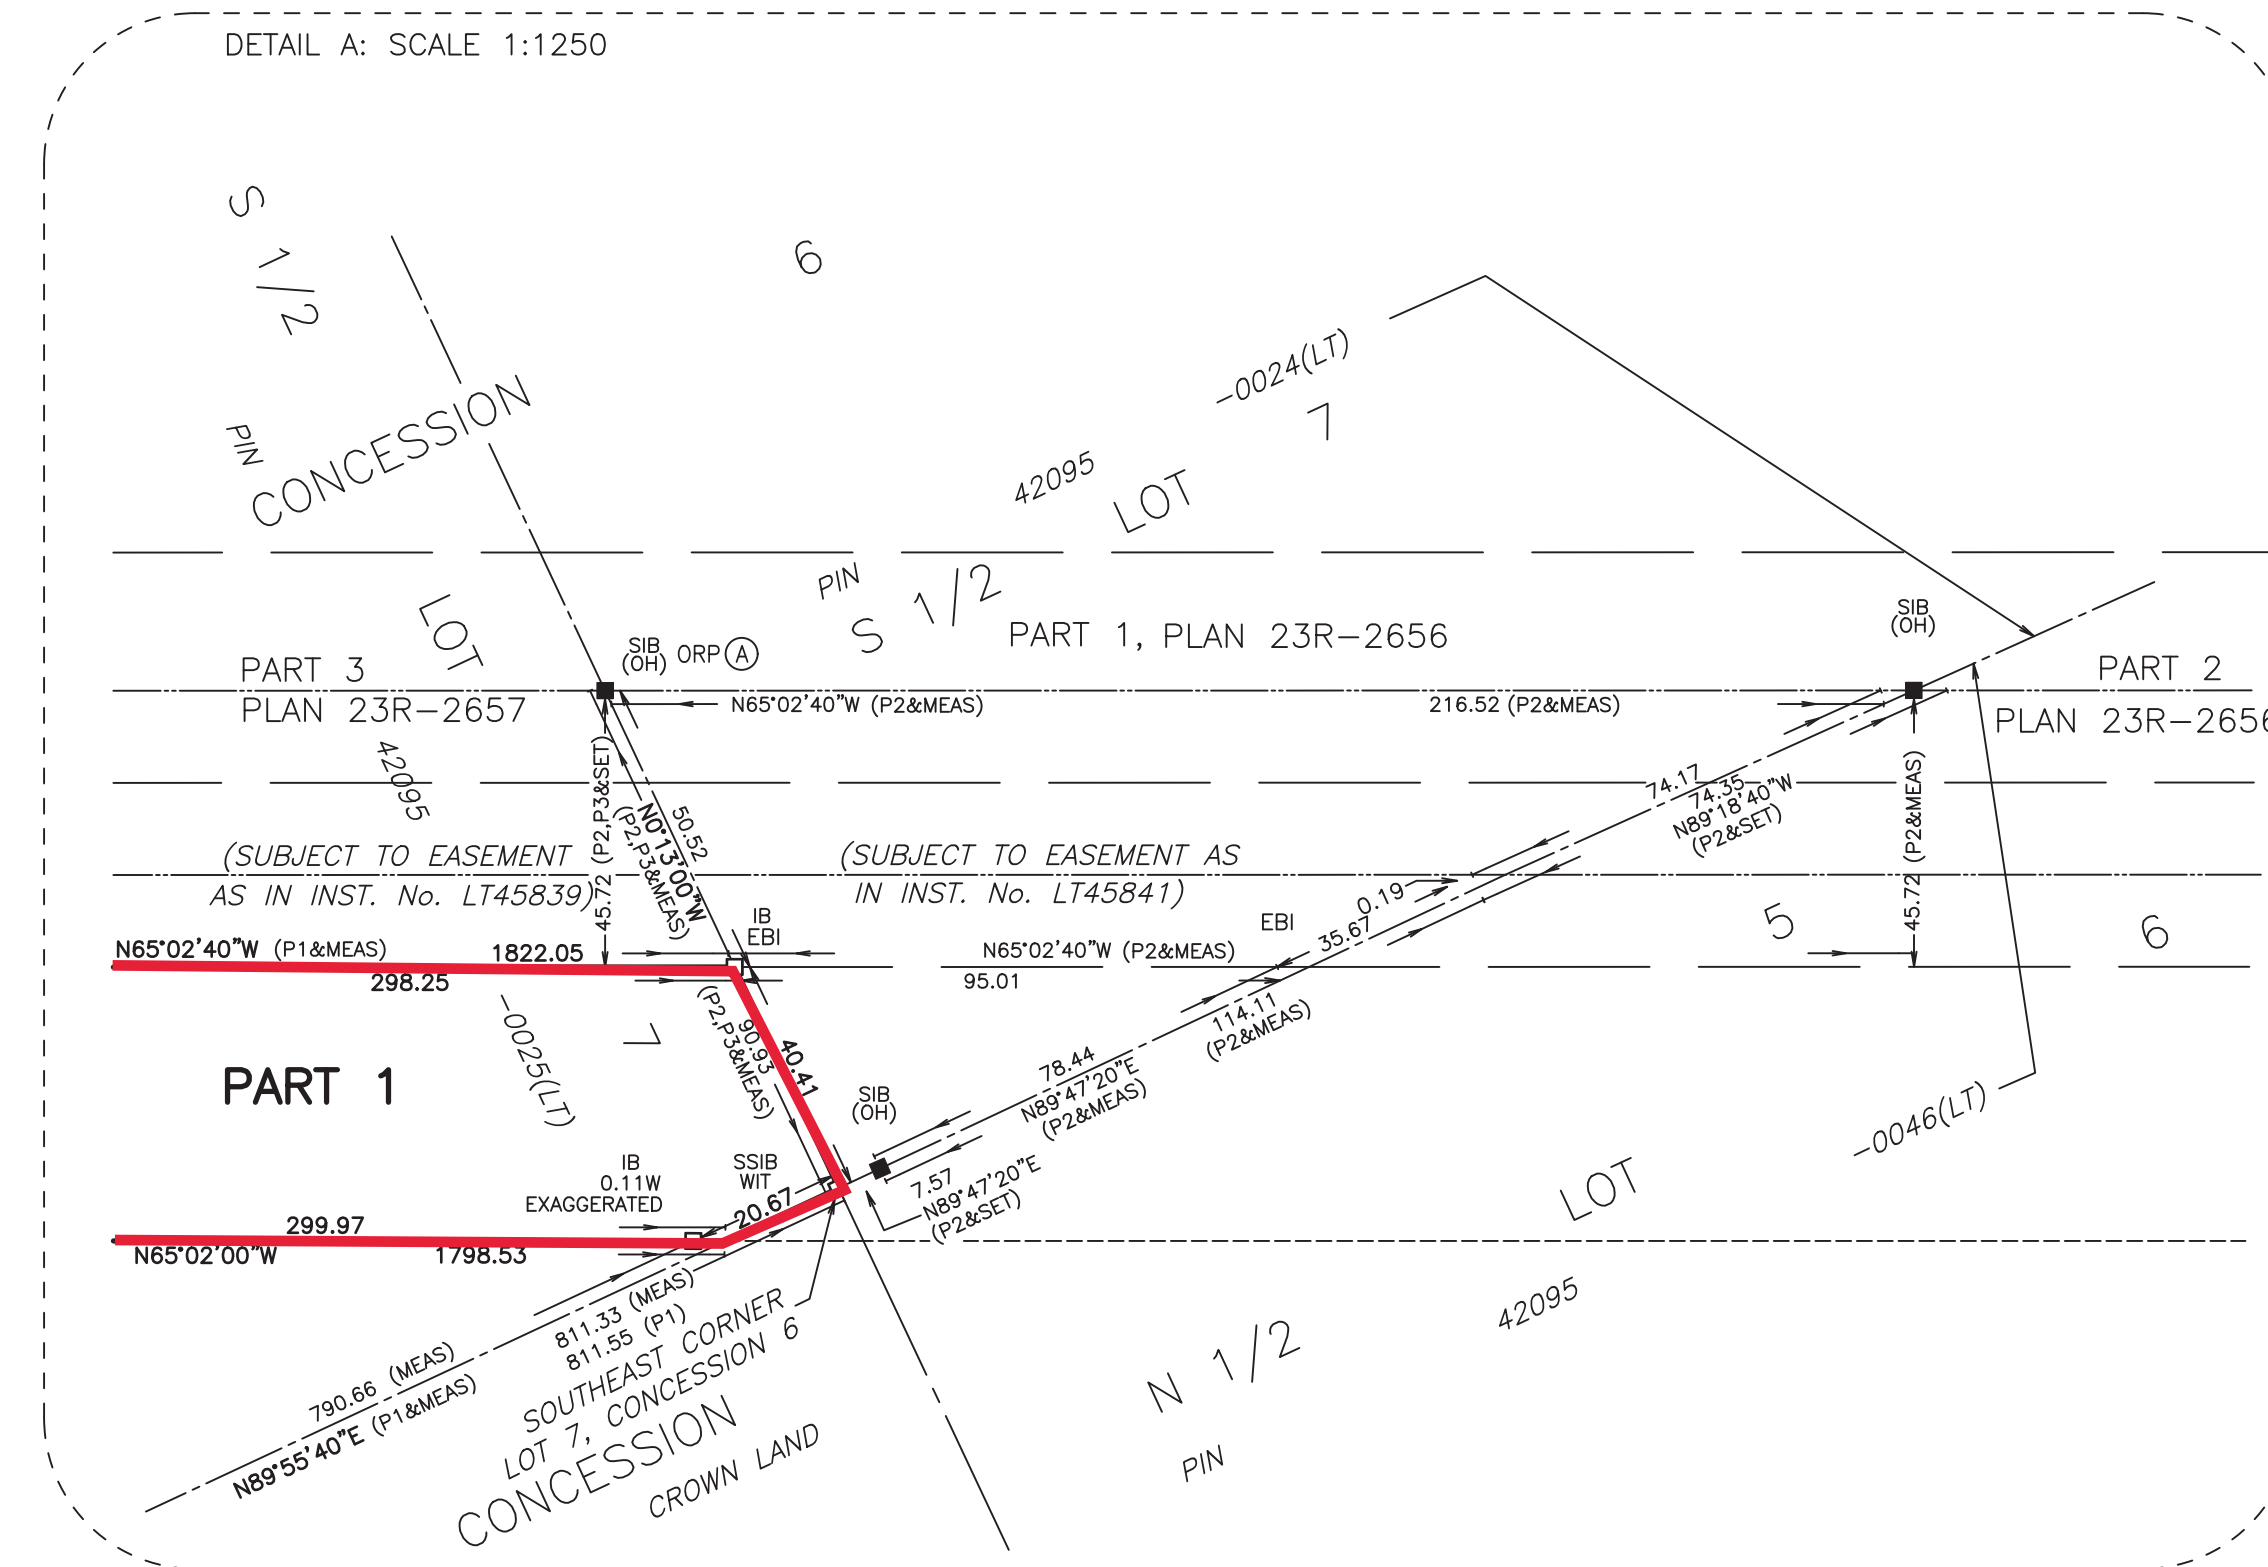 DETAIL A: SCALE 1:1250
S 1/2
6
-0024(LT)
7
PIN
CONCESSION
42095
LOT
PIN
S 1/2
PART 1, PLAN 23R-2656
LOT
SIB
(OH)
ORP A
SIB
(OH)
PART 3
PLAN 23R-2657
PART 2
PLAN 23R-2656
N65°02'40"W (P2&MEAS)
216.52 (P2&MEAS)
42095
45.72 (P2,P3&SET)
50.52
N0°13'00"W
(P2,P3&MEAS)
74.17
74.35
N89°18'40"W
(P2&SET)
45.72 (P2&MEAS)
(SUBJECT TO EASEMENT
AS IN INST. No. LT45839)
(SUBJECT TO EASEMENT AS
IN INST. No. LT45841)
0.19
35.67
IB
EBI
EBI
5
6
N65°02'40"W (P1&MEAS)
1822.05
298.25
N65°02'40"W (P2&MEAS)
95.01
-0025(LT)
7
90.93
(P2,P3&MEAS)
40.41
114.11
(P2&MEAS)
78.44
N89°47'20"E
(P2&MEAS)
PART 1
SIB
(OH)
-0046(LT)
IB
0.11W
EXAGGERATED
SSIB
WIT
20.67
7.57
N89°47'20"E
(P2&SET)
LOT
299.97
N65°02'00"W
1798.53
811.33 (MEAS)
811.55 (P1)
SOUTHEAST CORNER
LOT 7, CONCESSION 6
42095
790.66 (MEAS)
N89°55'40"E (P1&MEAS)
CONCESSION
CROWN LAND
N 1/2
PIN